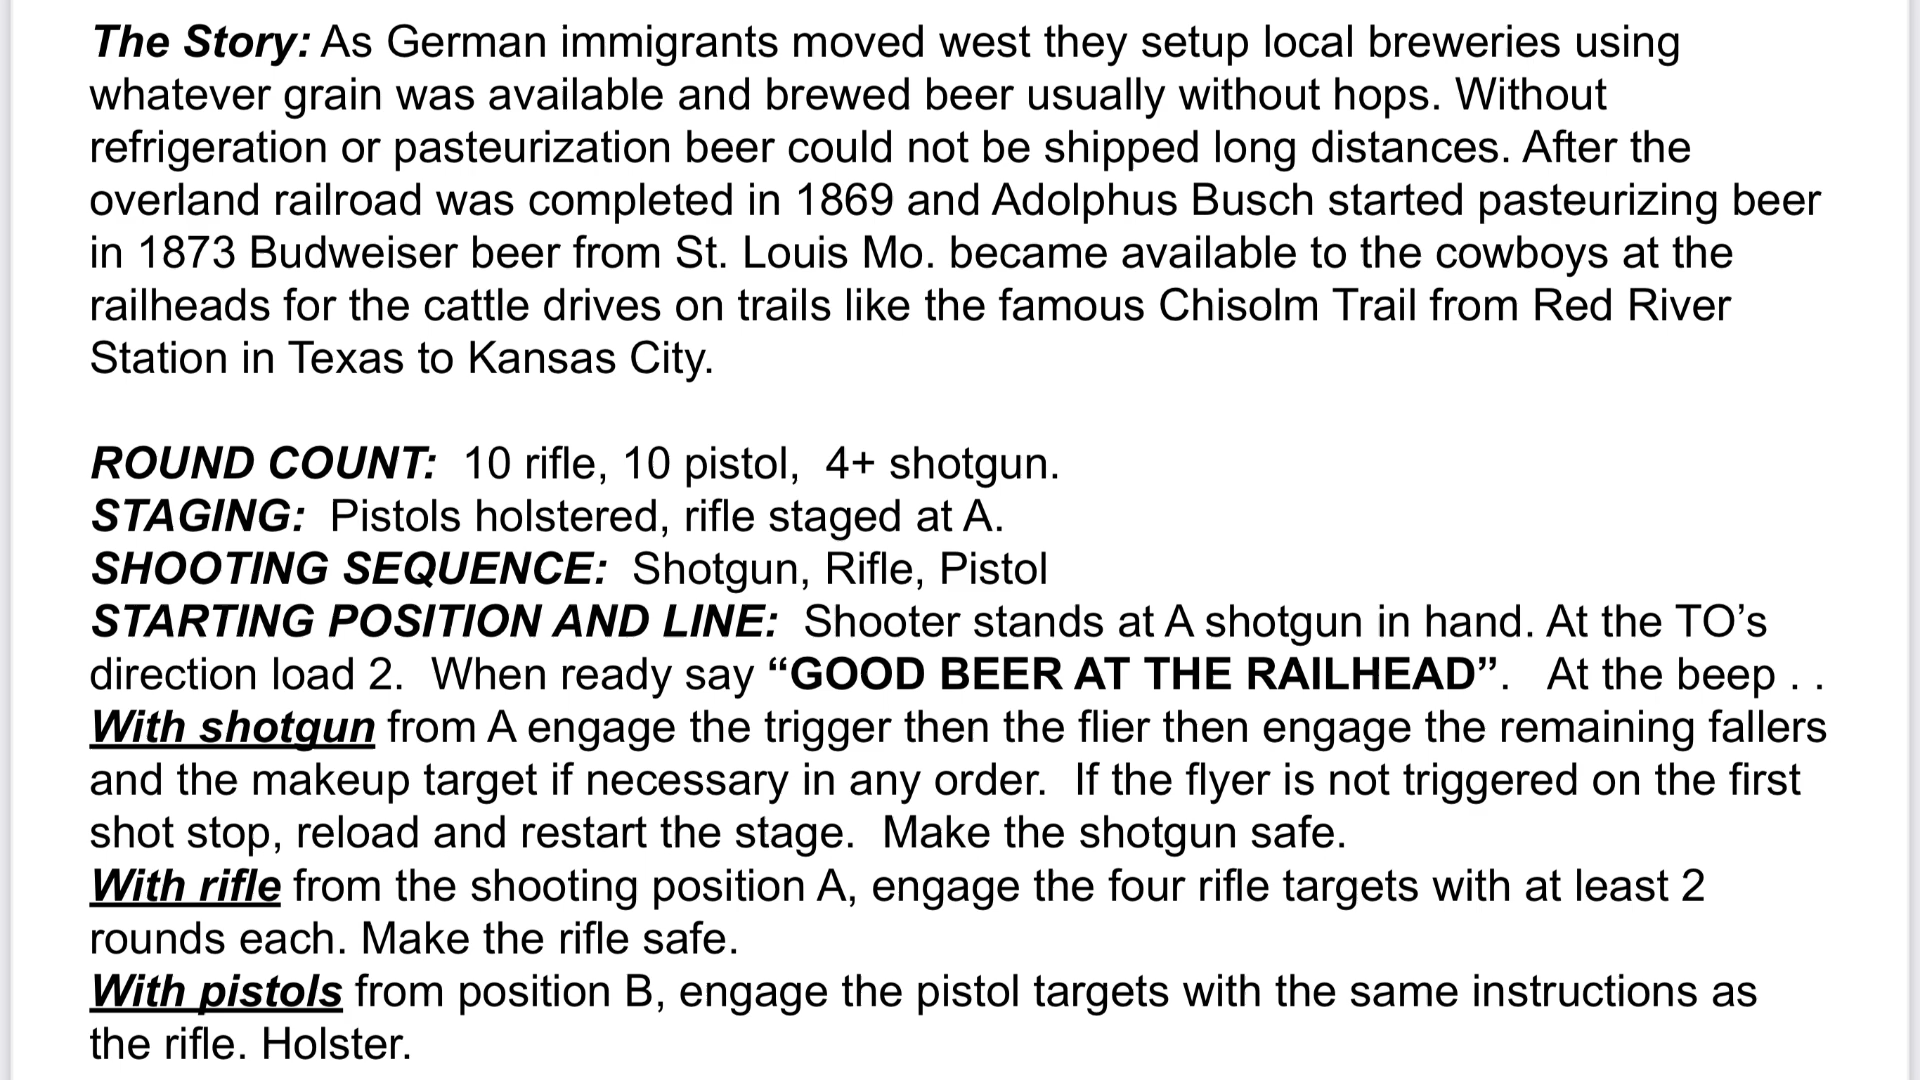 The Story: As German immigrants moved west they setup local breweries using
whatever grain was available and brewed beer usually without hops. Without
refrigeration or pasteurization beer could not be shipped long distances. After the
overland railroad was completed in 1869 and Adolphus Busch started pasteurizing beer
in 1873 Budweiser beer from St. Louis Mo. became available to the cowboys at the
railheads for the cattle drives on trails like the famous Chisolm Trail from Red River
Station in Texas to Kansas City.
ROUND COUNT: 10 rifle, 10 pistol, 4+ shotgun.
STAGING: Pistols holstered, rifle staged at A.
SHOOTING SEQUENCE: Shotgun, Rifle, Pistol
STARTING POSITION AND LINE: Shooter stands at A shotgun in hand. At the TO’s
direction load 2. When ready say “GOOD BEER AT THE RAILHEAD”. At the beep . .
With shotgun from A engage the trigger then the flier then engage the remaining fallers
and the makeup target if necessary in any order. If the flyer is not triggered on the first
shot stop, reload and restart the stage. Make the shotgun safe.
With rifle from the shooting position A, engage the four rifle targets with at least 2
rounds each. Make the rifle safe.
With pistols from position B, engage the pistol targets with the same instructions as
the rifle. Holster.